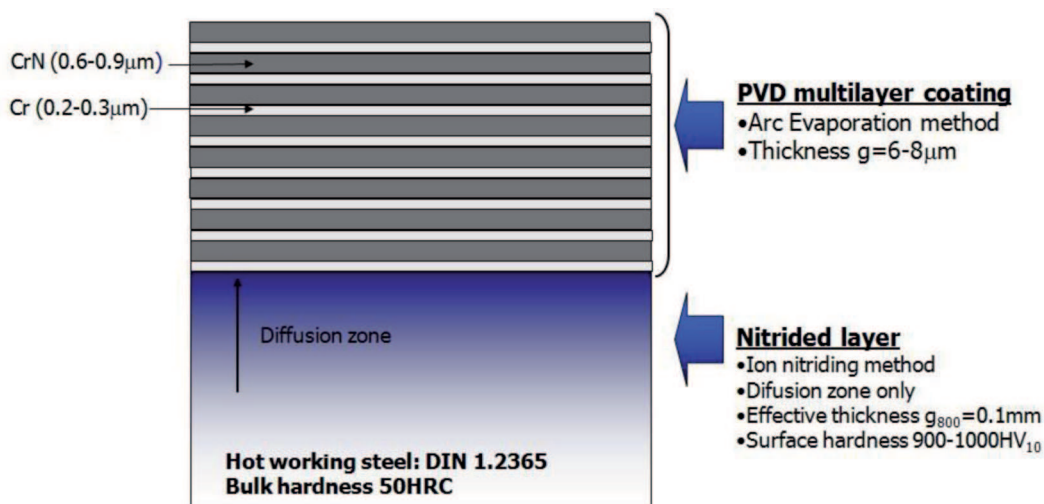 CrN (0.6-0.9μm)
Cr (0.2-0.3μm)
PVD multilayer coating
•Arc Evaporation method
•Thickness g=6-8μm
Diffusion zone
Nitrided layer
•Ion nitriding method
•Difusion zone only
•Effective thickness g800=0.1mm
•Surface hardness 900-1000HV10
Hot working steel: DIN 1.2365
Bulk hardness 50HRC